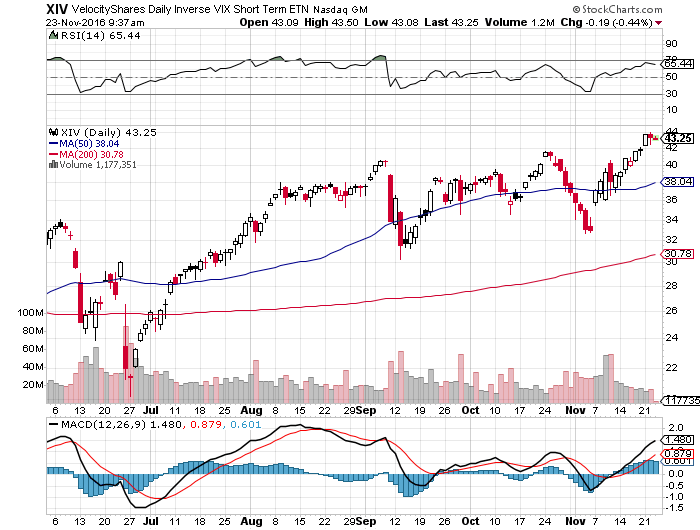 XIV VelocityShares Daily Inverse VIX Short Term ETN Nasdaq GM
© StockCharts.com
23-Nov-2016 9:37 am
Open 43.09 High 43.50 Low 43.08 Last 43.25 Volume 1.2M Chg -0.19 (-0.44%)
RSI(14) 65.44
90
70
65.44
50
30
10
XIV (Daily) 43.25
MA(50) 38.04
MA(200) 30.78
Volume 1,177,351
44
43.25
42
40
38.04
36
34
32
30.78
30
28
26
24
22
100M
80M
60M
40M
20M
1177351
6 13 20 27 Jul 11 18 25 Aug 8 15 22 29 Sep 12 19 26 Oct 10 17 24 Nov 7 14 21
MACD(12,26,9) 1.480, 0.879, 0.601
2.0
1.480
0.879
0.601
0.0
-0.5
-1.0
-1.5
6 13 20 27 Jul 11 18 25 Aug 8 15 22 29 Sep 12 19 26 Oct 10 17 24 Nov 7 14 21